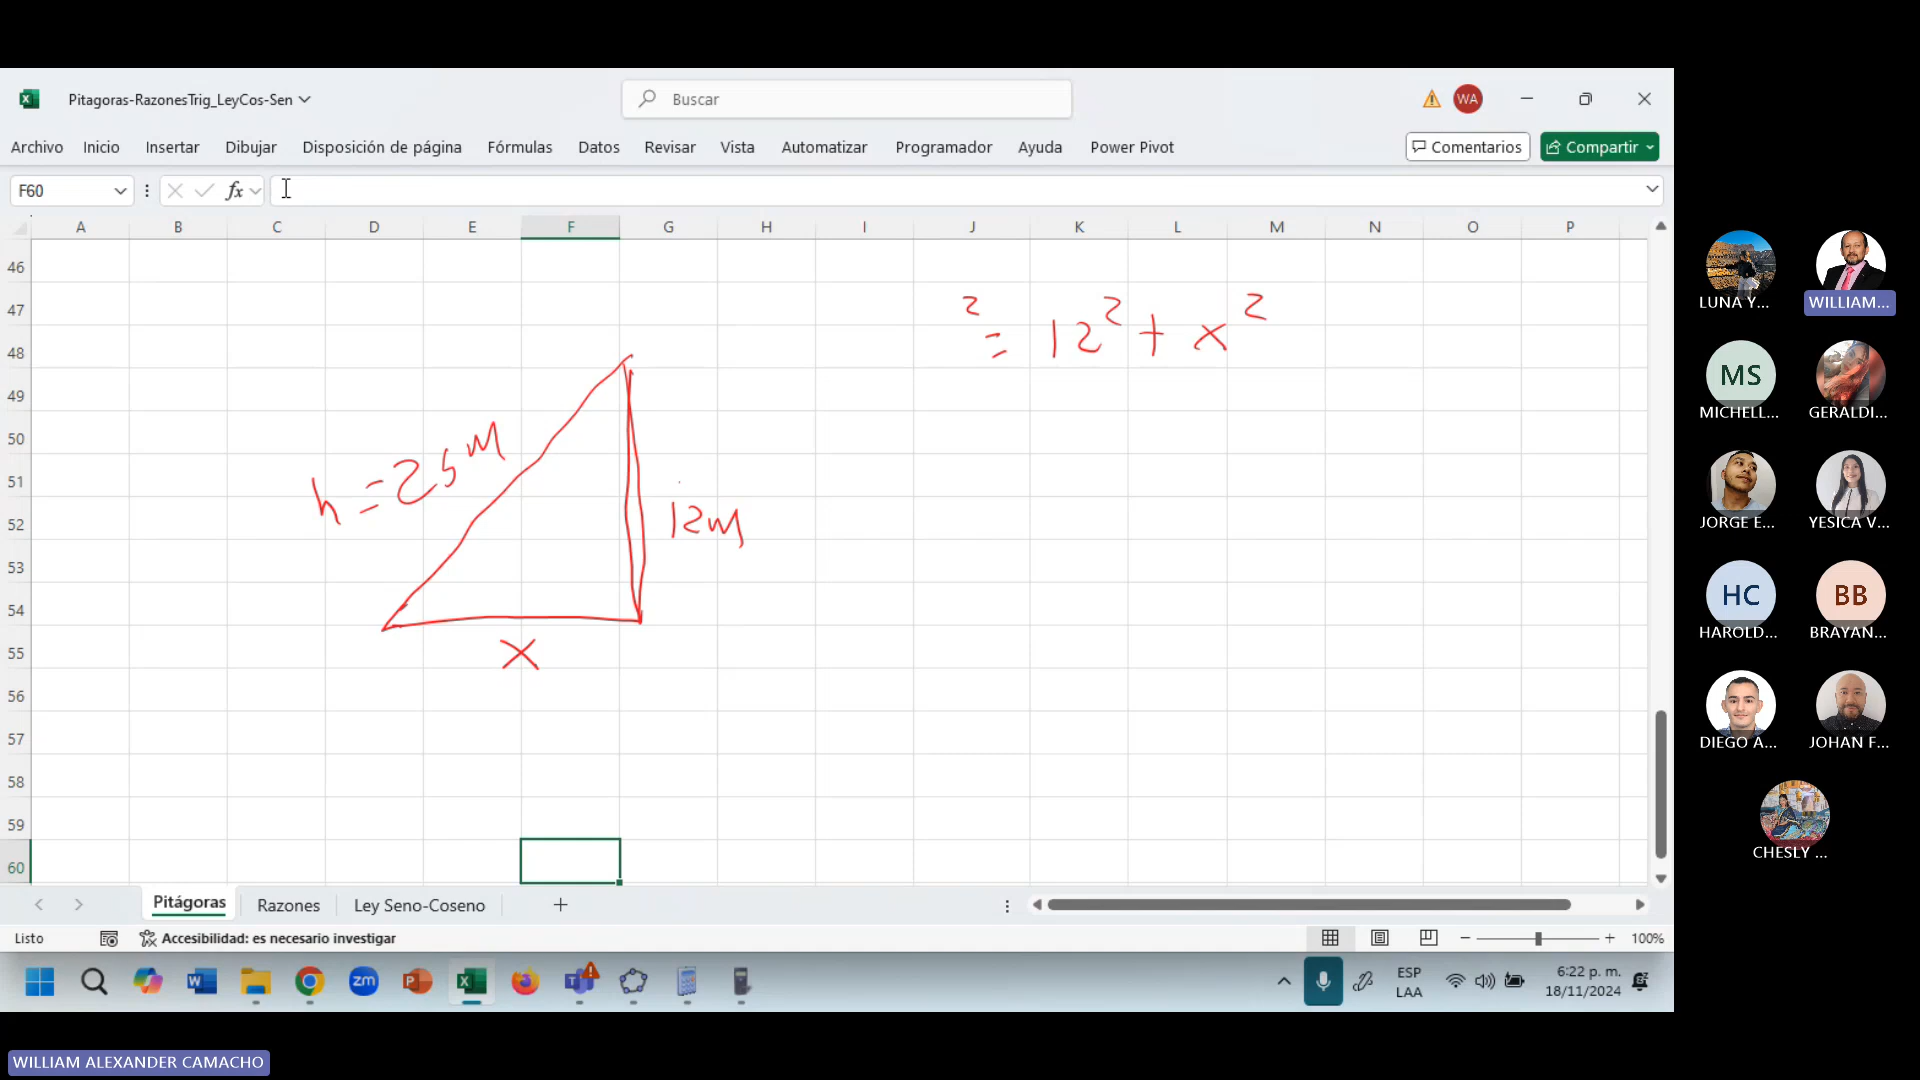 Pitagoras-RazonesTrig_LeyCos-Sen
Buscar
WA
Archivo Inicio Insertar Dibujar Disposición de página Fórmulas Datos Revisar Vista Automatizar Programador Ayuda Power Pivot
Comentarios Compartir
F60 fx
A B C D E F G H I J K L M N O P
46
47
48
49
50
51
52
53
54
55
56
57
58
59
60
² = 12² + x²
h = 25 M
12M
x
Pitágoras Razones Ley Seno-Coseno
Listo Accesibilidad: es necesario investigar 100%
zm
ESP
LAA
6:22 p. m.
18/11/2024
LUNA Y...
WILLIAM...
MS
MICHELL...
GERALDI...
JORGE E...
YESICA V...
HC
HAROLD...
BB
BRAYAN...
DIEGO A...
JOHAN F...
CHESLY ...
WILLIAM ALEXANDER CAMACHO